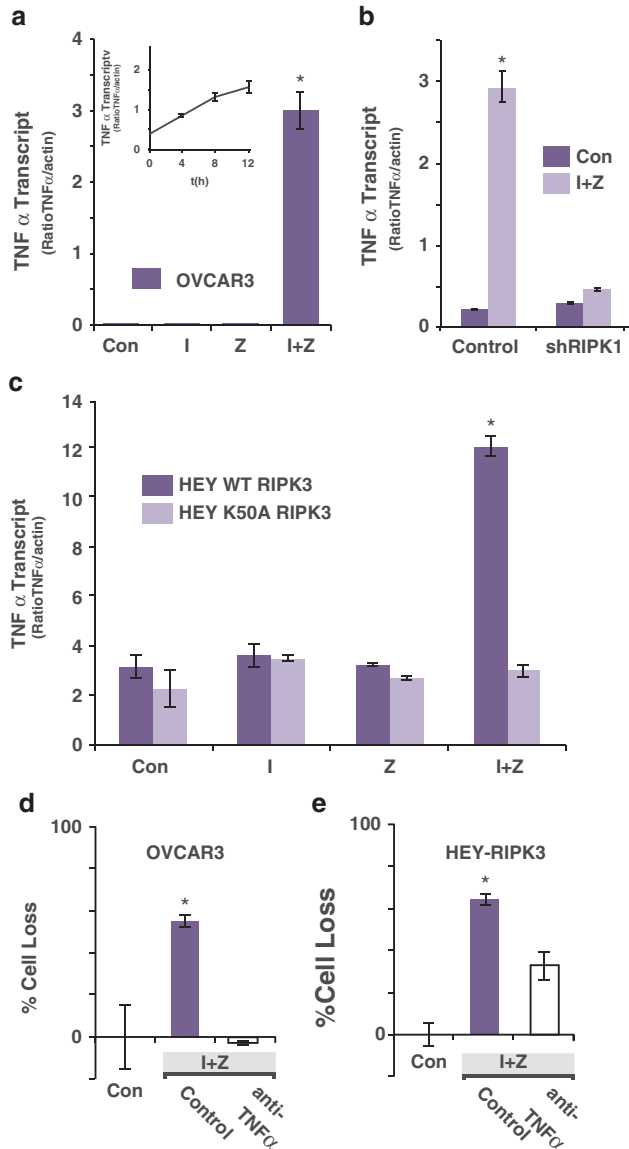 a
TNF α Transcript
(RatioTNFα/actin)
4
3
2
1
0
TNF α Transcriptv
(RatioTNFα/actin)
2
1
0
0 4 8 12
t(h)
*
OVCAR3
Con I Z I+Z
b
TNF α Transcript
(RatioTNFα/actin)
3
2
1
0
*
Con
I+Z
Control shRIPK1
c
TNF α Transcript
(RatioTNFα/actin)
14
12
10
8
6
4
2
0
*
HEY WT RIPK3
HEY K50A RIPK3
Con I Z I+Z
d
OVCAR3
% Cell Loss
100
0
*
I+Z
Con
Control
anti-
TNFα
e
HEY-RIPK3
%Cell Loss
100
0
*
Con
I+Z
Control
anti-
TNFα